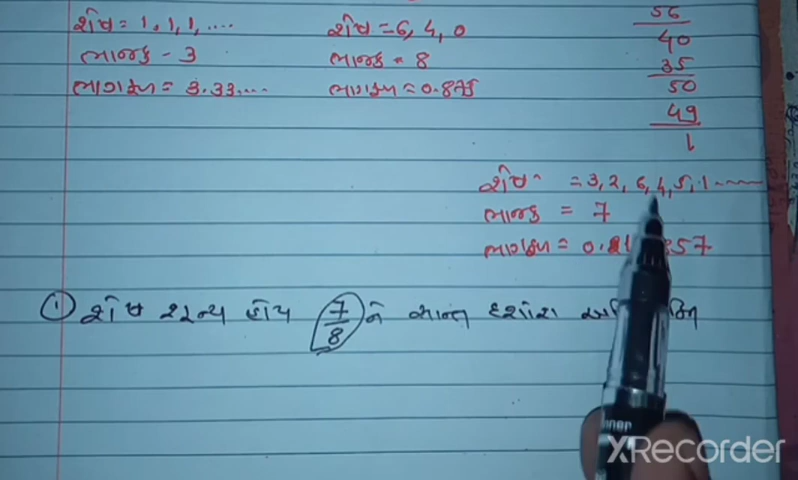 શેષ = 1, 1, 1, ....
ભાજક - 3
ભાગફળ = 3.33...
શેષ = 6, 4, 0
ભાજક = 8
ભાગફળ = 0.875
56
40
35
50
49
1
શેષ = 3, 2, 6, 4, 5, 1 ......
ભાજક = 7
ભાગફળ = 0. 57
① શેષ શૂન્ય હોય 7/8 ને સાન્ત દશાંશ
XRecorder